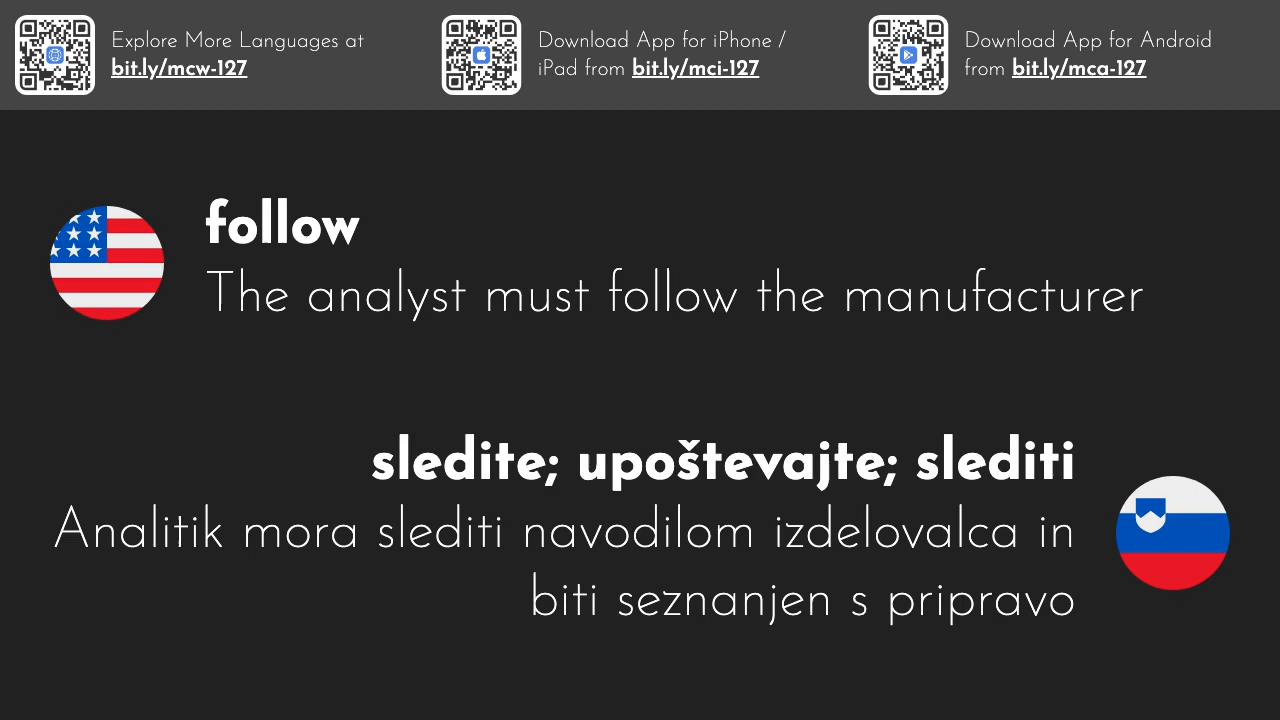 Explore More Languages at
bit.ly/mcw-127
Download App for iPhone /
iPad from bit.ly/mci-127
Download App for Android
from bit.ly/mca-127
follow
The analyst must follow the manufacturer
sledite; upoštevajte; slediti
Analitik mora slediti navodilom izdelovalca in
biti seznanjen s pripravo